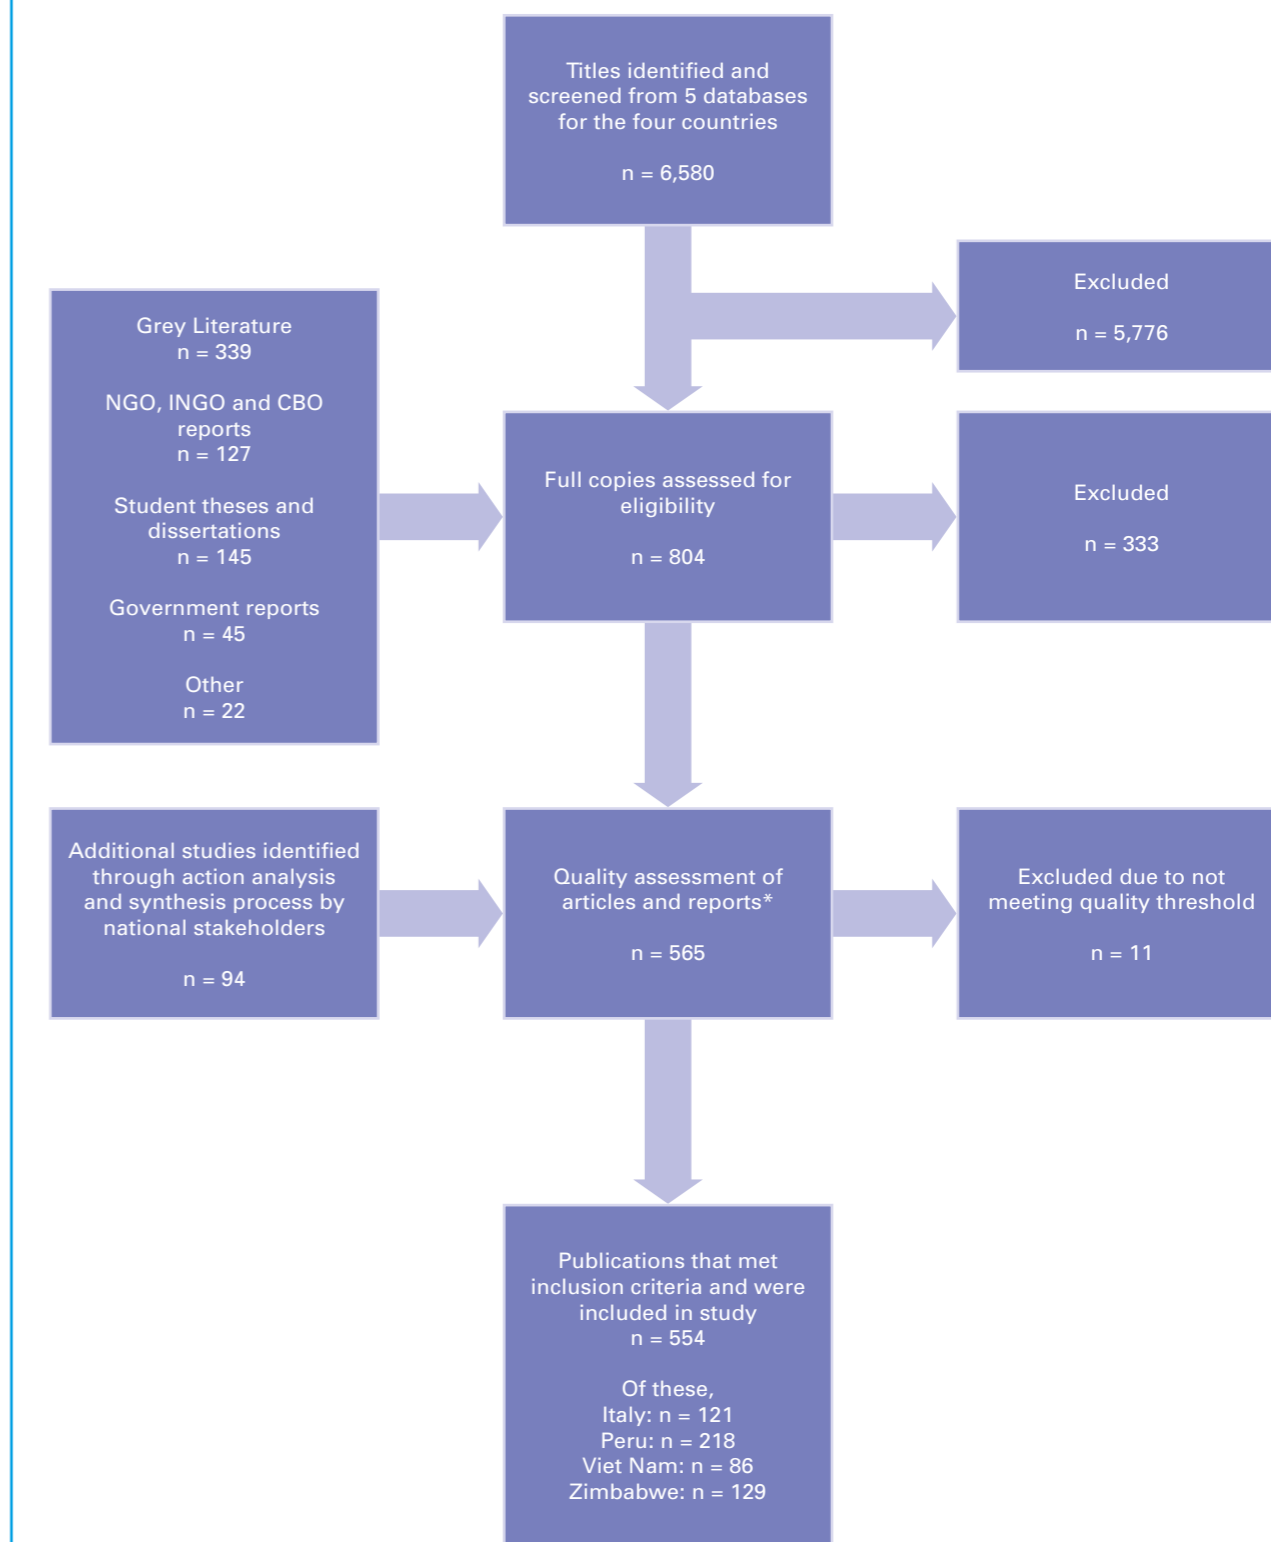 Titles identified and
screened from 5 databases
for the four countries
n = 6,580
Excluded
n = 5,776
Grey Literature
n = 339
NGO, INGO and CBO
reports
n = 127
Student theses and
dissertations
n = 145
Government reports
n = 45
Other
n = 22
Full copies assessed for
eligibility
n = 804
Excluded
n = 333
Additional studies identified
through action analysis
and synthesis process by
national stakeholders
n = 94
Quality assessment of
articles and reports*
n = 565
Excluded due to not
meeting quality threshold
n = 11
Publications that met
inclusion criteria and were
included in study
n = 554
Of these,
Italy: n = 121
Peru: n = 218
Viet Nam: n = 86
Zimbabwe: n = 129